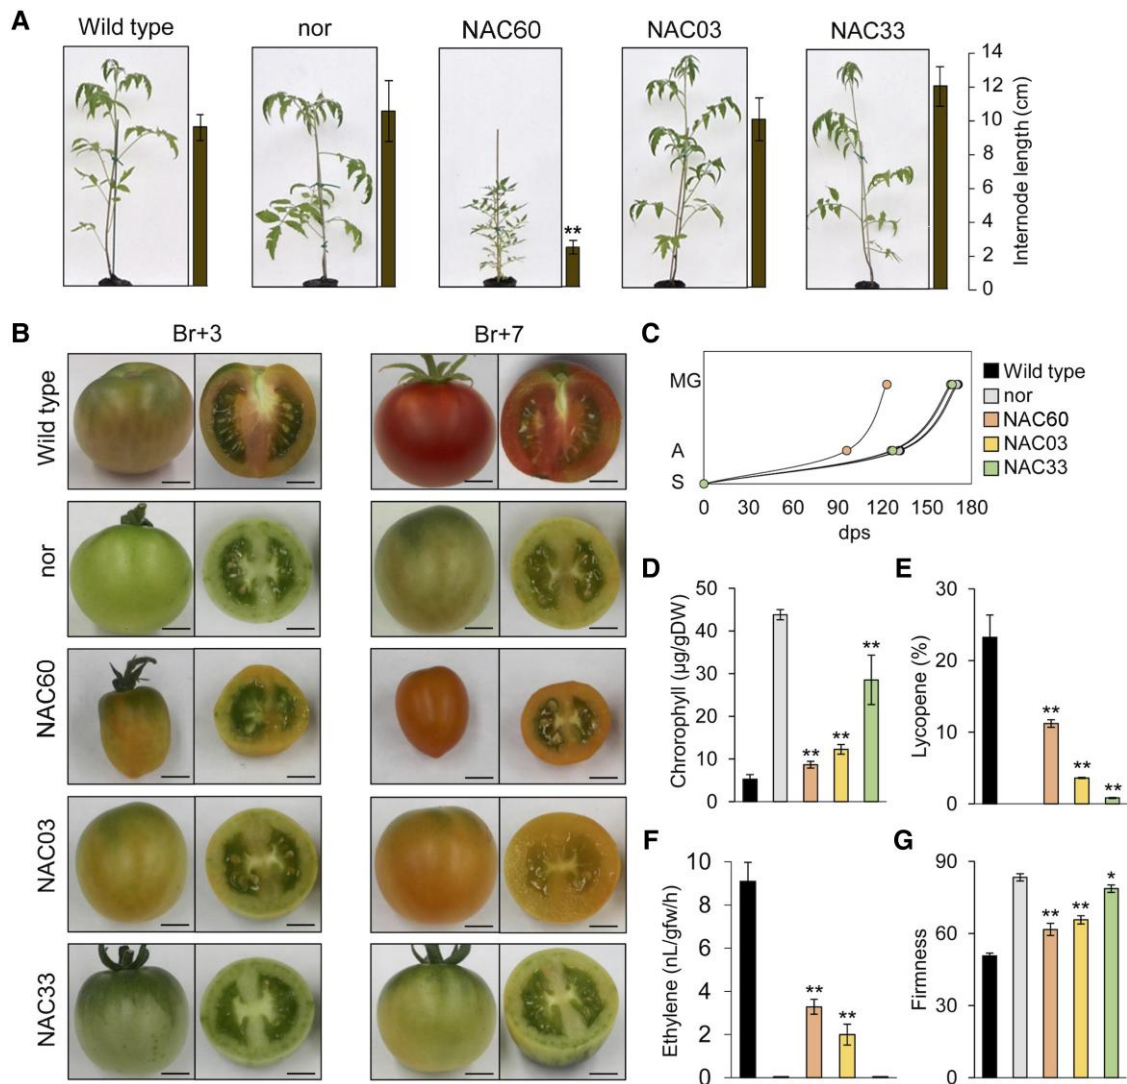 A
Wild type
nor
NAC60
NAC03
NAC33
**
14
12
10
8
6
4
2
0
Internode length (cm)
B
Br+3
Br+7
Wild type
nor
NAC60
NAC03
NAC33
C
MG
A
S
0 30 60 90 120 150 180
dps
Wild type
nor
NAC60
NAC03
NAC33
D
50
40
30
20
10
0
Chrorophyll (µg/gDW)
** ** **
E
30
20
10
0
Lycopene (%)
** ** **
F
10
8
6
4
2
0
Ethylene (nL/gfw/h)
** **
G
90
60
30
0
Firmness
** ** *